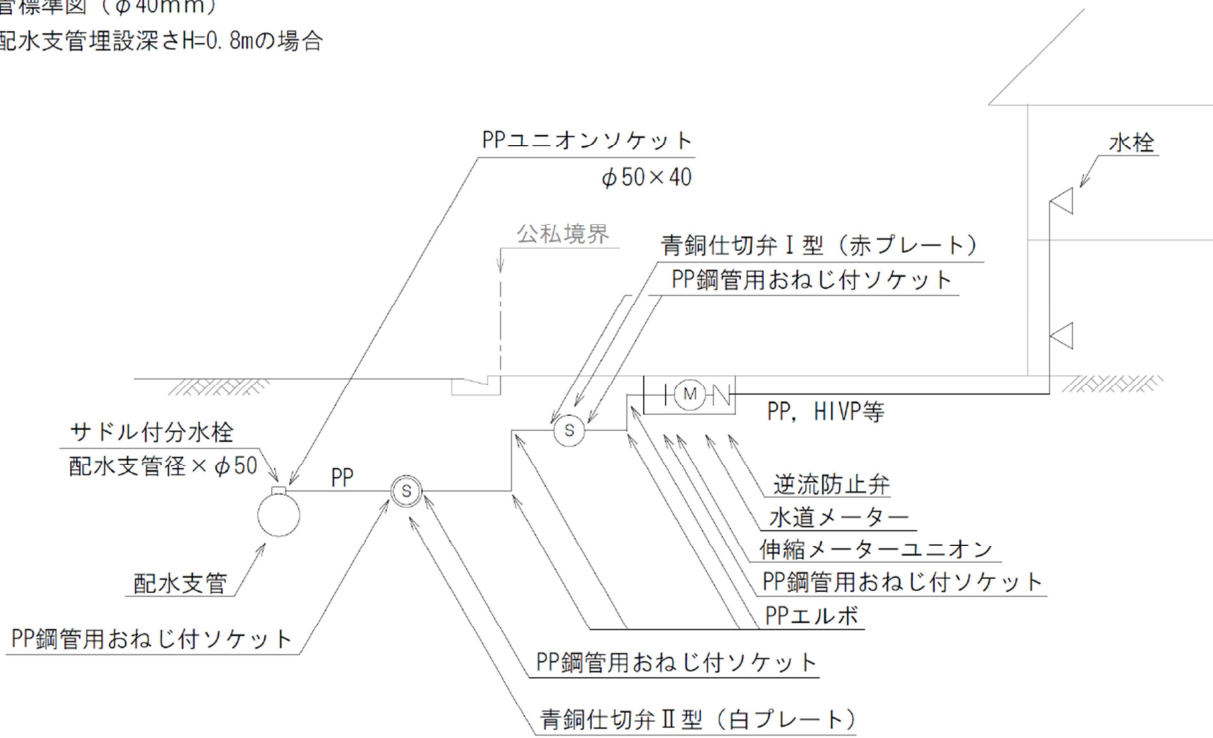 管標準図（φ40mm）
配水支管埋設深さH=0.8mの場合
PPユニオンソケット
φ50×40
水栓
公私境界
青銅仕切弁Ⅰ型（赤プレート）
PP鋼管用おねじ付ソケット
M
PP, HIVP等
S
サドル付分水栓
配水支管径×φ50
PP
S
逆流防止弁
水道メーター
伸縮メーターユニオン
配水支管
PP鋼管用おねじ付ソケット
PPエルボ
PP鋼管用おねじ付ソケット
PP鋼管用おねじ付ソケット
青銅仕切弁Ⅱ型（白プレート）